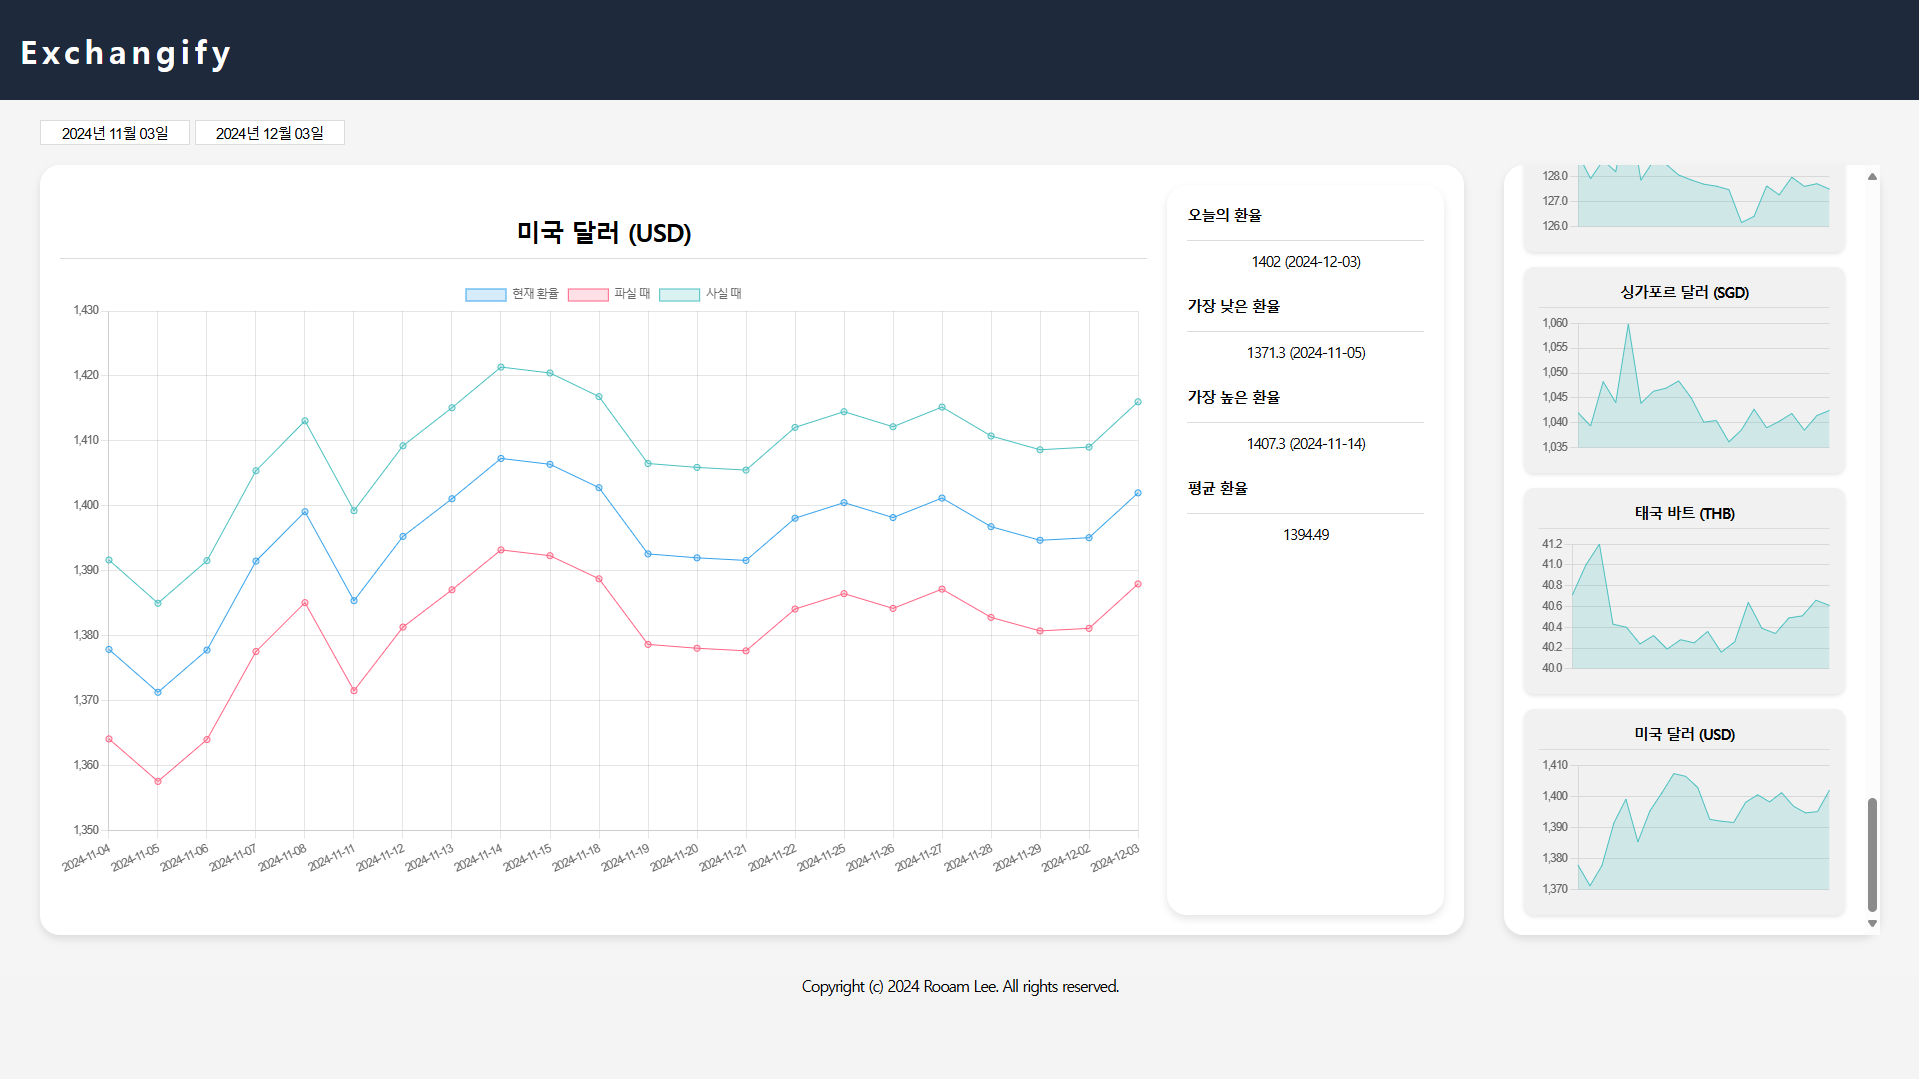 Exchangify
2024년 11월 03일 2024년 12월 03일
미국 달러 (USD)
현재 환율 파실 때 사실 때
1,430
1,420
1,410
1,400
1,390
1,380
1,370
1,360
1,350
2024-11-04 2024-11-05 2024-11-06 2024-11-07 2024-11-08 2024-11-11 2024-11-12 2024-11-13 2024-11-14 2024-11-15 2024-11-18 2024-11-19 2024-11-20 2024-11-21 2024-11-22 2024-11-25 2024-11-26 2024-11-27 2024-11-28 2024-11-29 2024-12-02 2024-12-03
오늘의 환율
1402 (2024-12-03)
가장 낮은 환율
1371.3 (2024-11-05)
가장 높은 환율
1407.3 (2024-11-14)
평균 환율
1394.49
128.0
127.0
126.0
싱가포르 달러 (SGD)
1,060
1,055
1,050
1,045
1,040
1,035
태국 바트 (THB)
41.2
41.0
40.8
40.6
40.4
40.2
40.0
미국 달러 (USD)
1,410
1,400
1,390
1,380
1,370
Copyright (c) 2024 Rooam Lee. All rights reserved.